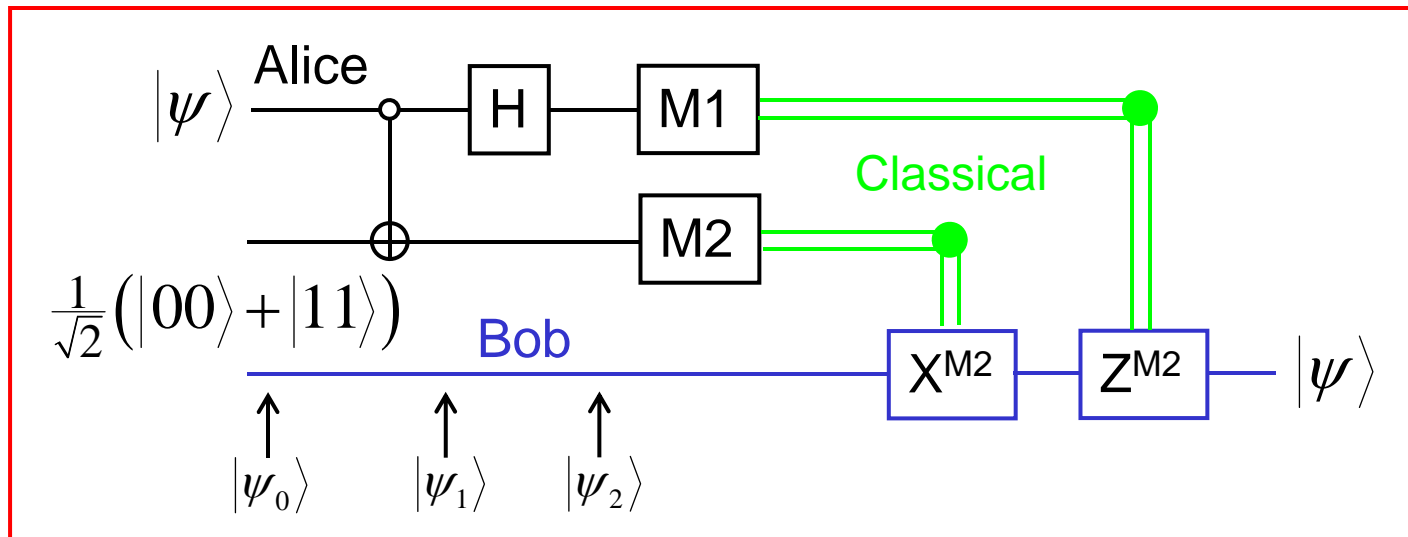 Alice
|ψ⟩ H M1
Classical
M2
1/√2 (|00⟩ + |11⟩)
Bob
X^M2 Z^M2 |ψ⟩
|ψ₀⟩ |ψ₁⟩ |ψ₂⟩